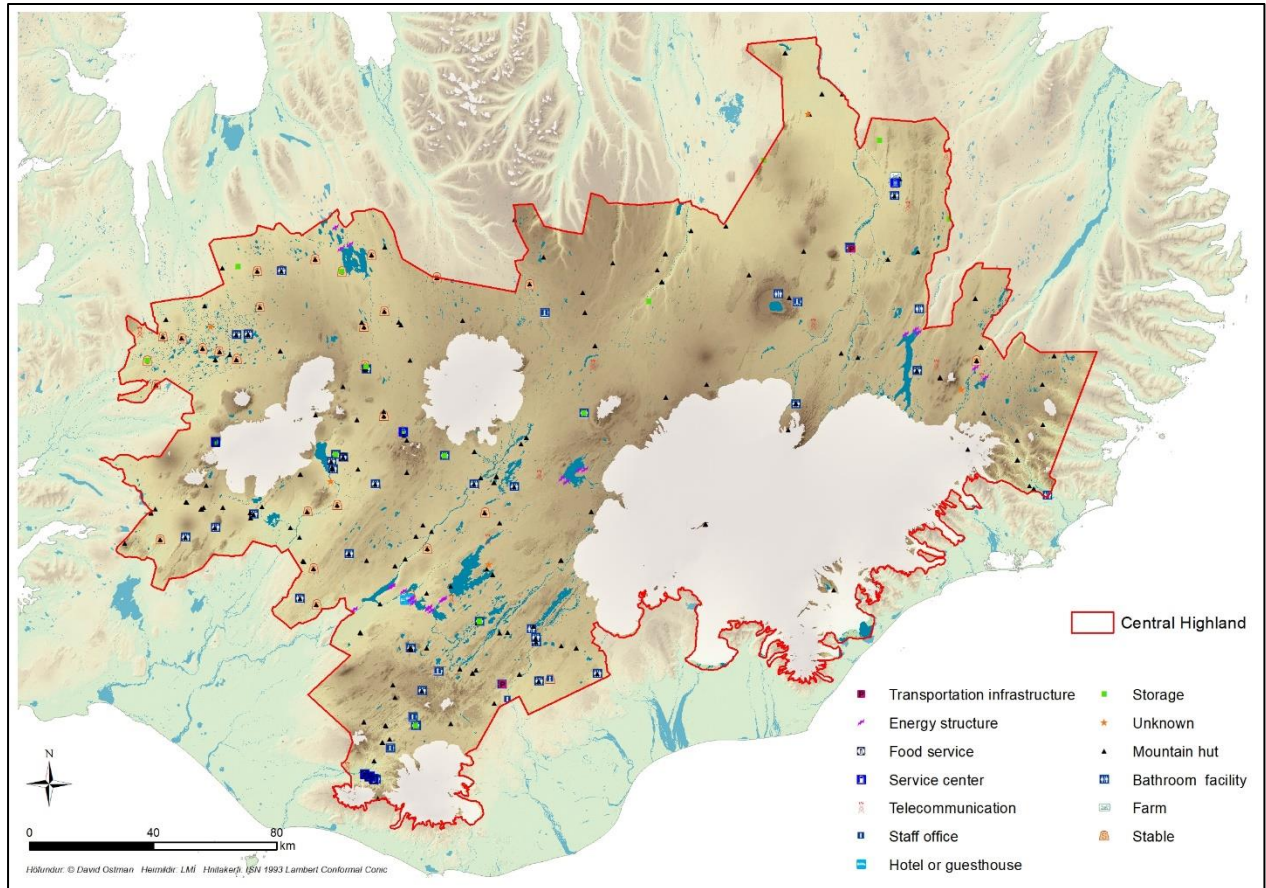 Central Highland
Transportation infrastructure
Energy structure
Food service
Service center
Telecommunication
Staff office
Hotel or guesthouse
Storage
Unknown
Mountain hut
Bathroom facility
Farm
Stable
N
0 40 80
km
Höfundur: © David Ostman Hermildir: LMÍ Hnitakerfi: ISN 1993 Lambert Conformal Conic